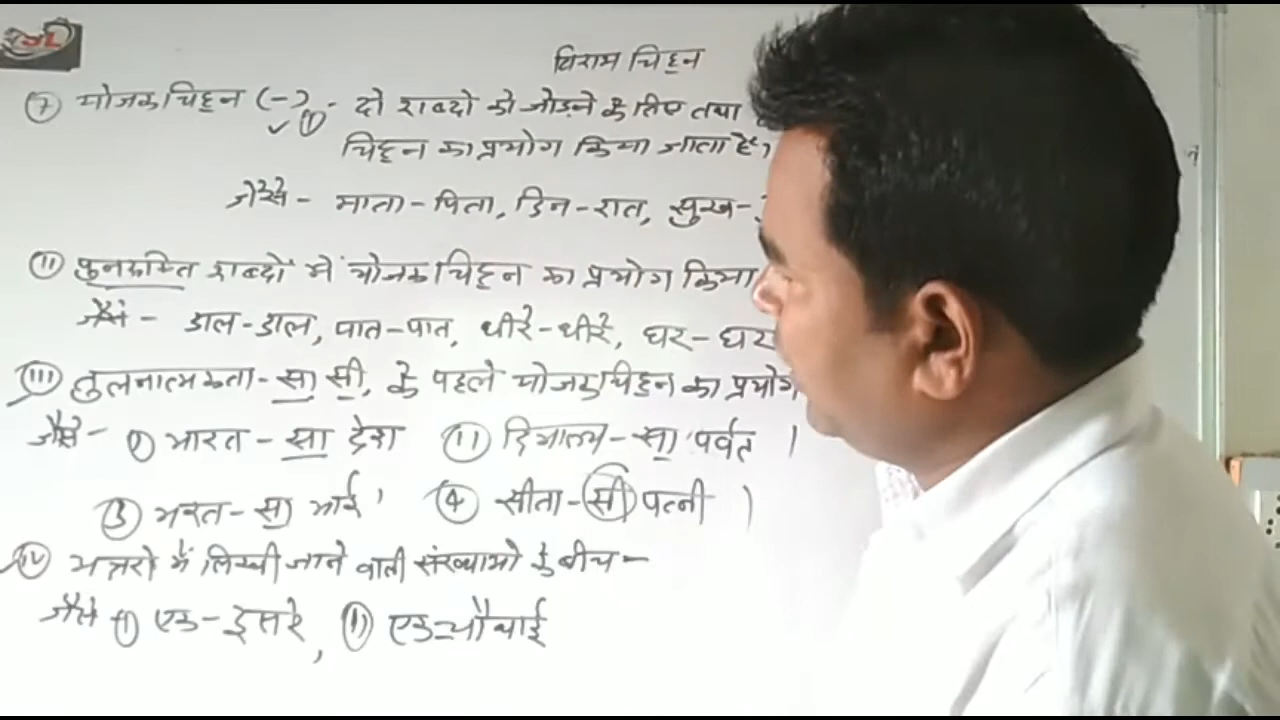 विराम चिह्न
7 योजक चिह्न (-) (i) - दो शब्दो को जोड़ने के लिए तथा
चिह्न का प्रयोग किया जाता है,
जैसे - माता - पिता, दिन - रात, सुख -
(ii) पुनरूक्ति शब्दों में योजक चिह्न का प्रयोग किया
जैसे - डाल - डाल, पात - पात, धीरे - धीरे, घर - घर
(iii) तुलनात्मकता - सा सी, के पहले योजक चिह्न का प्रयोग
जैसे - (i) भारत - सा देश (ii) हिमालय - सा पर्वत ।
(3) भरत - सा भाई, (4) सीता - सी पत्नी )
(iv) अक्षरो में लिखी जाने वाली संख्याओ के बीच -
जैसे (i) एक - दूसरे, (ii) एक - चौथाई